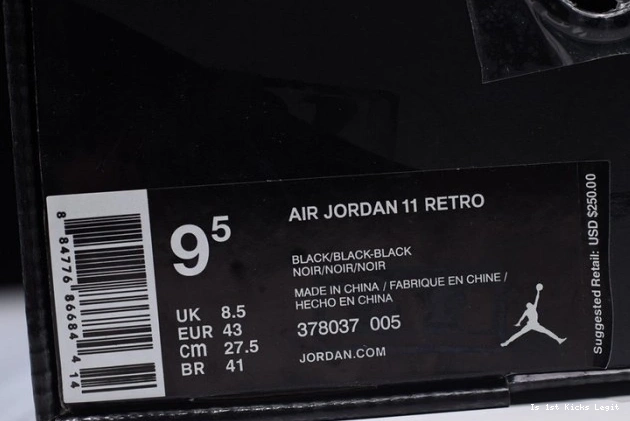 AIR JORDAN 11 RETRO
9⁵
BLACK/BLACK-BLACK
NOIR/NOIR/NOIR
MADE IN CHINA / FABRIQUE EN CHINE /
HECHO EN CHINA
UK 8.5
EUR 43
cm 27.5
BR 41
378037 005
JORDAN.COM
8 84776 86684 4 14
Suggested Retail: USD $250.00
Is 1st Kicks Legit